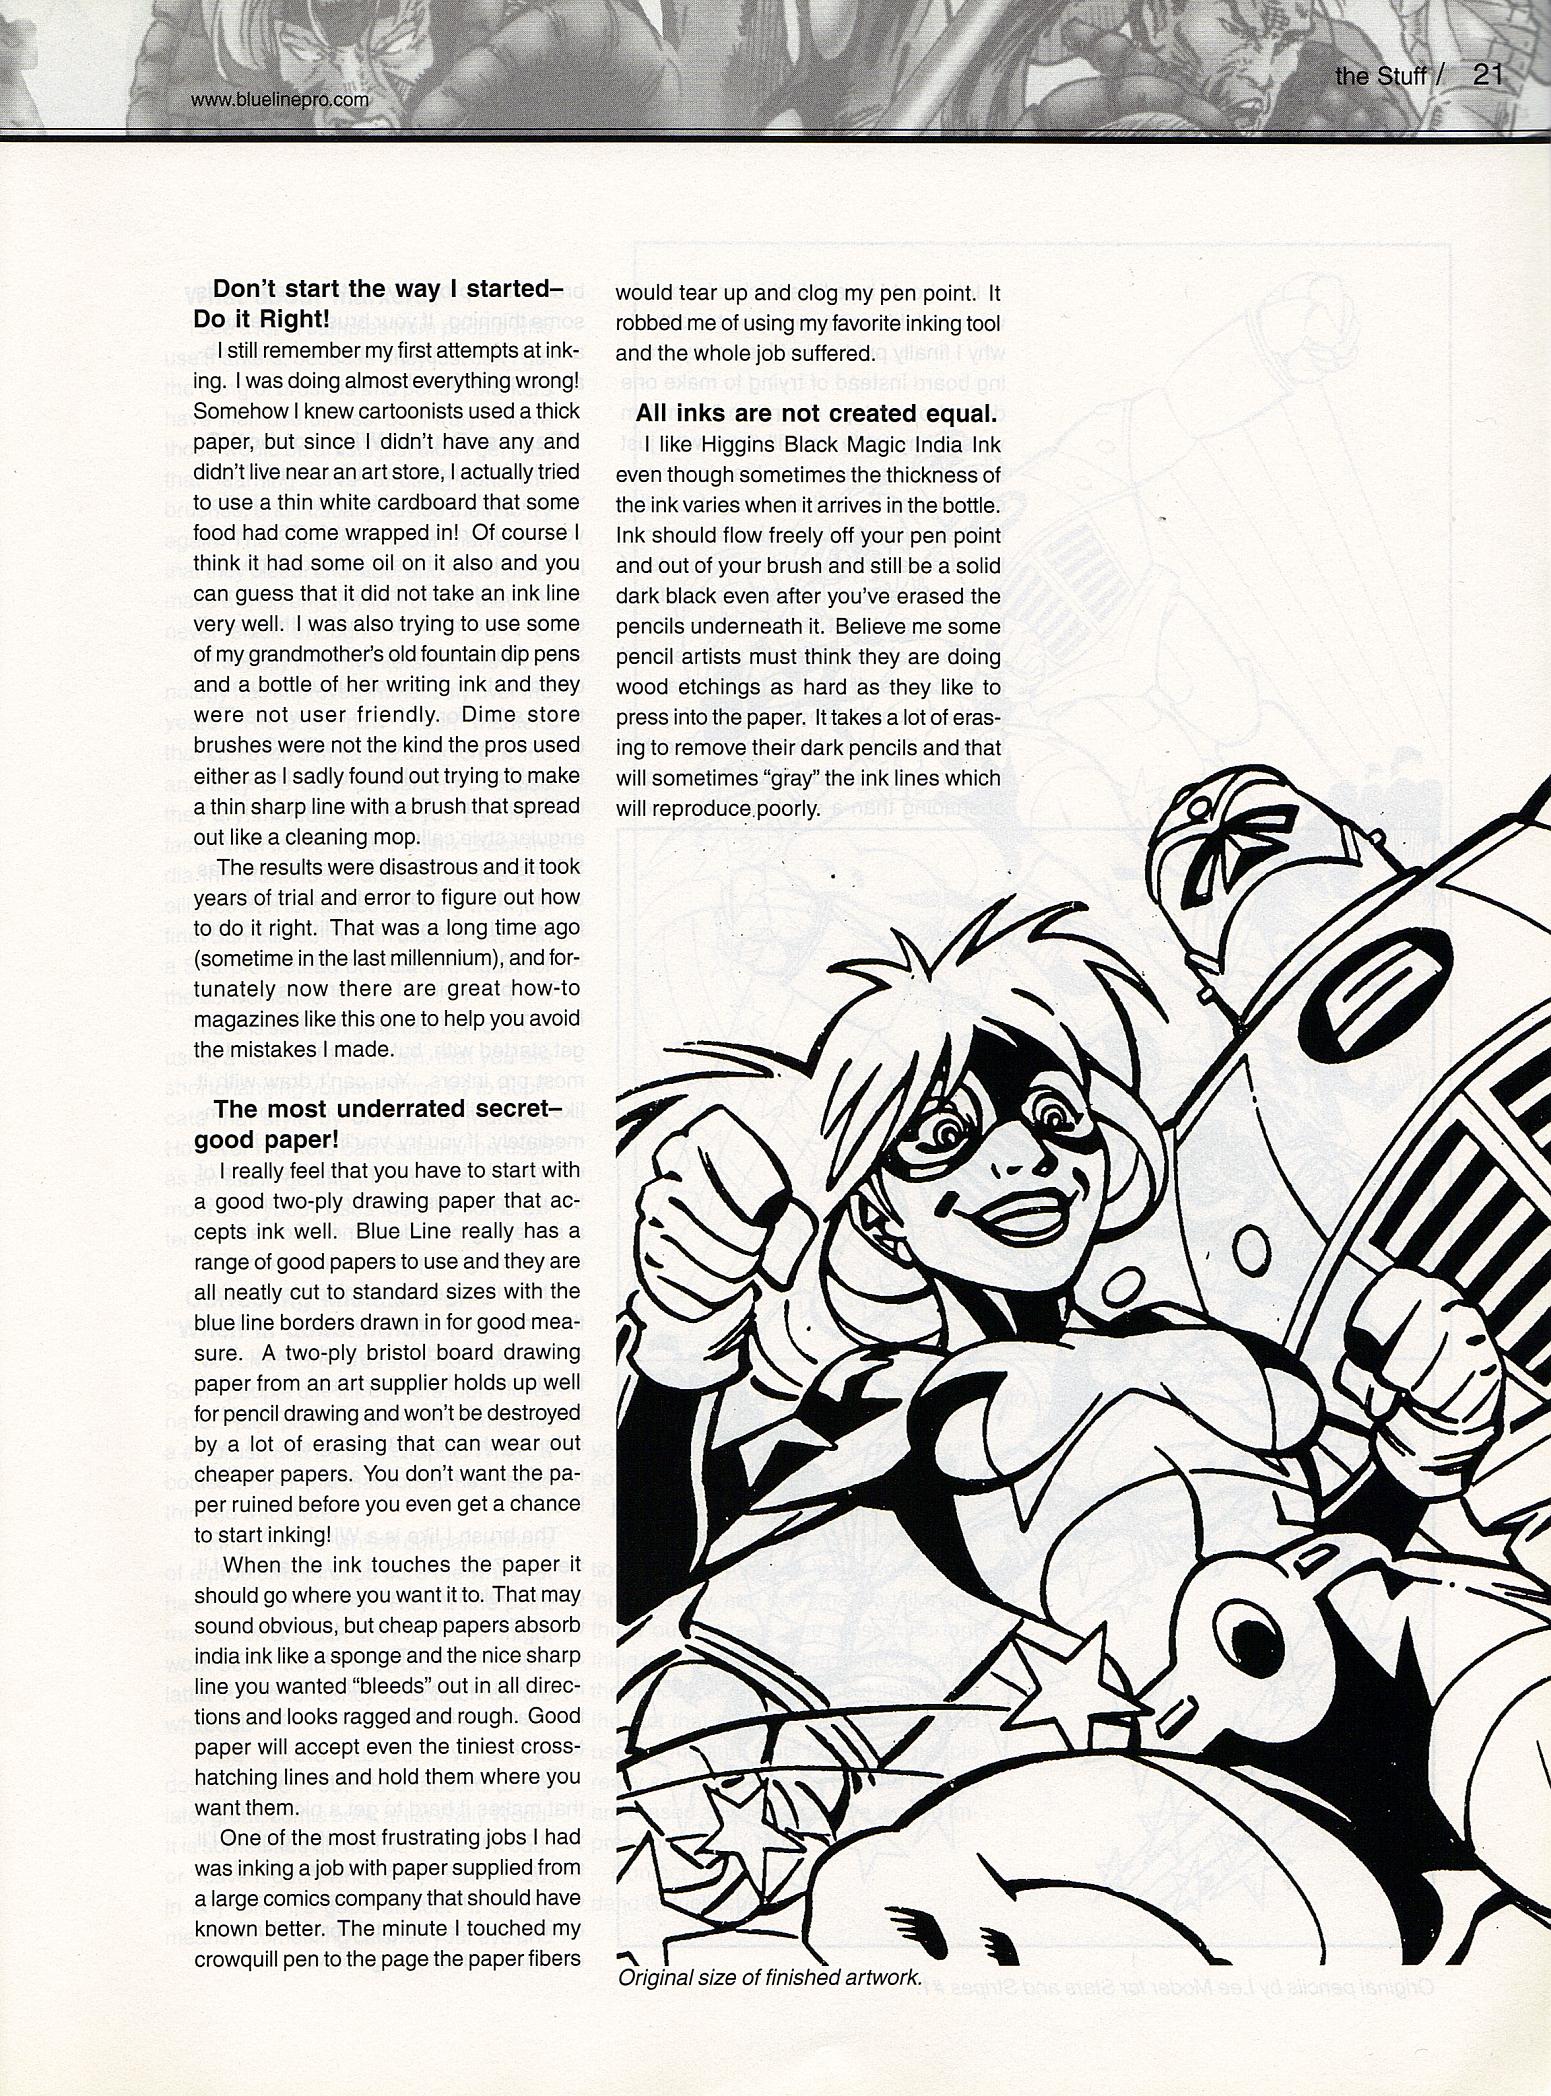 www.bluelinepro.com
the Stuff / 21
Don't start the way I started–
Do it Right!
I still remember my first attempts at ink-
ing. I was doing almost everything wrong!
Somehow I knew cartoonists used a thick
paper, but since I didn't have any and
didn't live near an art store, I actually tried
to use a thin white cardboard that some
food had come wrapped in! Of course I
think it had some oil on it also and you
can guess that it did not take an ink line
very well. I was also trying to use some
of my grandmother's old fountain dip pens
and a bottle of her writing ink and they
were not user friendly. Dime store
brushes were not the kind the pros used
either as I sadly found out trying to make
a thin sharp line with a brush that spread
out like a cleaning mop.
The results were disastrous and it took
years of trial and error to figure out how
to do it right. That was a long time ago
(sometime in the last millennium), and for-
tunately now there are great how-to
magazines like this one to help you avoid
the mistakes I made.
The most underrated secret–
good paper!
I really feel that you have to start with
a good two-ply drawing paper that ac-
cepts ink well. Blue Line really has a
range of good papers to use and they are
all neatly cut to standard sizes with the
blue line borders drawn in for good mea-
sure. A two-ply bristol board drawing
paper from an art supplier holds up well
for pencil drawing and won't be destroyed
by a lot of erasing that can wear out
cheaper papers. You don't want the pa-
per ruined before you even get a chance
to start inking!
When the ink touches the paper it
should go where you want it to. That may
sound obvious, but cheap papers absorb
india ink like a sponge and the nice sharp
line you wanted “bleeds” out in all direc-
tions and looks ragged and rough. Good
paper will accept even the tiniest cross-
hatching lines and hold them where you
want them.
One of the most frustrating jobs I had
was inking a job with paper supplied from
a large comics company that should have
known better. The minute I touched my
crowquill pen to the page the paper fibers
would tear up and clog my pen point. It
robbed me of using my favorite inking tool
and the whole job suffered.
All inks are not created equal.
I like Higgins Black Magic India Ink
even though sometimes the thickness of
the ink varies when it arrives in the bottle.
Ink should flow freely off your pen point
and out of your brush and still be a solid
dark black even after you've erased the
pencils underneath it. Believe me some
pencil artists must think they are doing
wood etchings as hard as they like to
press into the paper. It takes a lot of eras-
ing to remove their dark pencils and that
will sometimes “gray” the ink lines which
will reproduce poorly.
Original size of finished artwork.